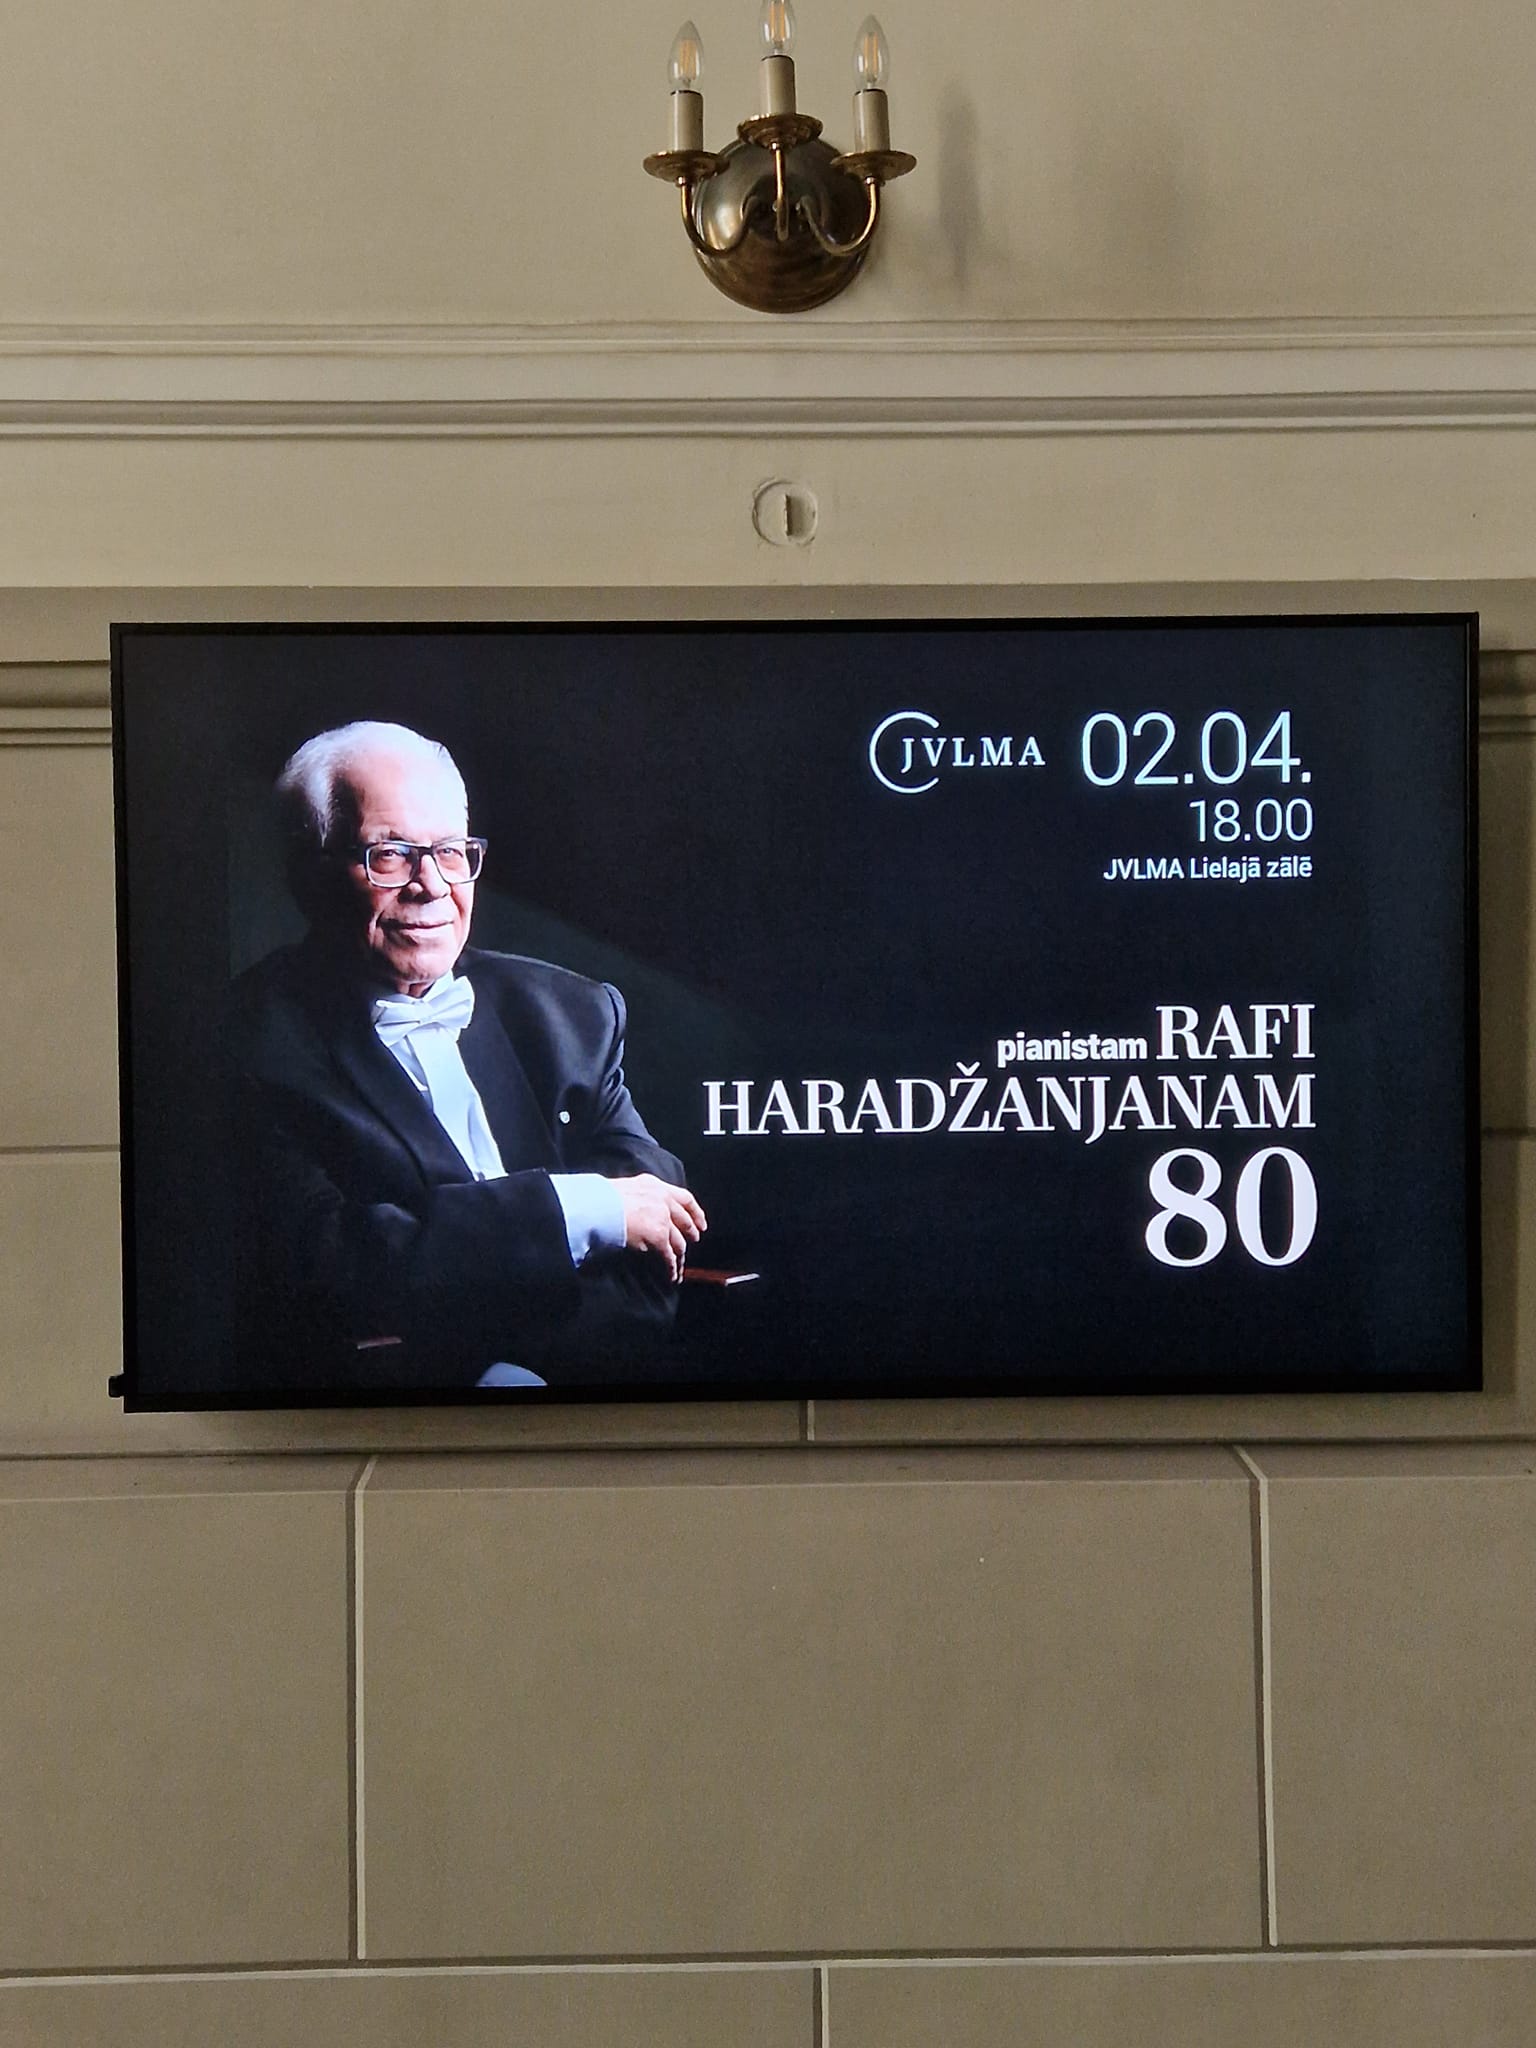 JVLMA 02.04.
18.00
JVLMA Lielajā zālē
pianistam RAFI
HARADŽANJANAM
80